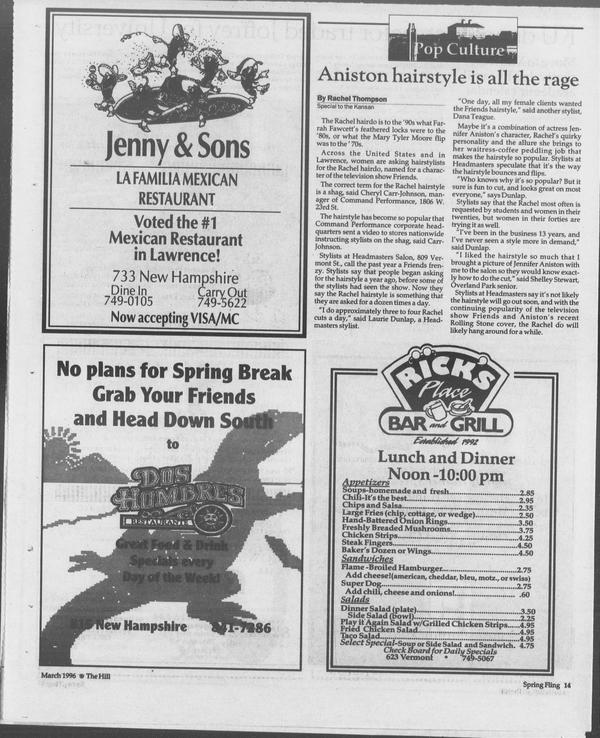 Jenny & Sons
LA FAMILIA MEXICAN
RESTAURANT
Voted the #1
Mexican Restaurant
in Lawrence!
733 New Hampshire
Dine In Carry Out
749-0105 749-5622
Now accepting VISA/MC
No plans for Spring Break
Grab Your Friends
and Head Down South
to
DOS
HOMBRES
RESTAURANTE
Great Food & Drink
Specials every
Day of the Week!
815 New Hampshire 841-7286
Pop Culture
Aniston hairstyle is all the rage
By Rachel Thompson
Special to the Kansan
The Rachel hairdo is to the '90s what Far-
rah Fawcett's feathered locks were to the
'80s, or what the Mary Tyler Moore flip
was to the '70s.
Across the United States and in
Lawrence, women are asking hairstylists
for the Rachel hairdo, named for a charac-
ter of the television show Friends.
The correct term for the Rachel hairstyle
is a shag, said Cheryl Carr-Johnson, man-
ager of Command Performance, 1806 W.
23rd St.
The hairstyle has become so popular that
Command Performance corporate head-
quarters sent a video to stores nationwide
instructing stylists on the shag, said Carr-
Johnson.
Stylists at Headmasters Salon, 809 Ver-
mont St., call the past year a Friends fren-
zy. Stylists say that people began asking
for the hairstyle a year ago, before some of
the stylists had seen the show. Now they
say the Rachel hairstyle is something that
they are asked for a dozen times a day.
"I do approximately three to four Rachel
cuts a day," said Laurie Dunlap, a Head-
masters stylist.
"One day, all my female clients wanted
the Friends hairstyle," said another stylist,
Dana Teague.
Maybe it's a combination of actress Jen-
nifer Aniston's character, Rachel's quirky
personality and the allure she brings to
her waitress-coffee peddling job that
makes the hairstyle so popular. Stylists at
Headmasters speculate that it's the way
the hairstyle bounces and flips.
"Who knows why it's so popular? But it
sure is fun to cut, and looks great on most
everyone," says Dunlap.
Stylists say that the Rachel most often is
requested by students and women in their
twenties, but women in their forties are
trying it as well.
"I've been in the business 13 years, and
I've never seen a style more in demand,"
said Dunlap.
"I liked the hairstyle so much that I
brought a picture of Jennifer Aniston with
me to the salon so they would know exact-
ly how to do the cut," said Shelley Stewart,
Overland Park senior.
Stylists at Headmasters say it's not likely
the hairstyle will go out soon, and with the
continuing popularity of the television
show Friends and Aniston's recent
Rolling Stone cover, the Rachel do will
likely hang around for a while.
RICK'S
Place
BAR and GRILL
Established 1992
Lunch and Dinner
Noon -10:00 pm
Appetizers
Soups-homemade and fresh...2.85
Chili-It's the best...2.95
Chips and Salsa...2.35
Large Fries (chip, cottage, or wedge)...2.50
Hand-Battered Onion Rings...3.50
Freshly Breaded Mushrooms...3.75
Chicken Strips...4.25
Steak Fingers...4.50
Baker's Dozen or Wings...4.50
Sandwiches
Flame -Broiled Hamburger...2.75
Add cheese!(american, cheddar, bleu, motz., or swiss)
Super Dog...2.75
Add chili, cheese and onions!... .60
Salads
Dinner Salad (plate)...3.50
Side Salad (bowl)...2.25
Play it Again Salad w/Grilled Chicken Strips...4.95
Fried Chicken Salad...4.95
Taco Salad...4.95
Select Special-Soup or Side Salad and Sandwich. 4.75
Check Board for Daily Specials
623 Vermont • 749-5067
March 1996 The Hill
Spring Fling 14